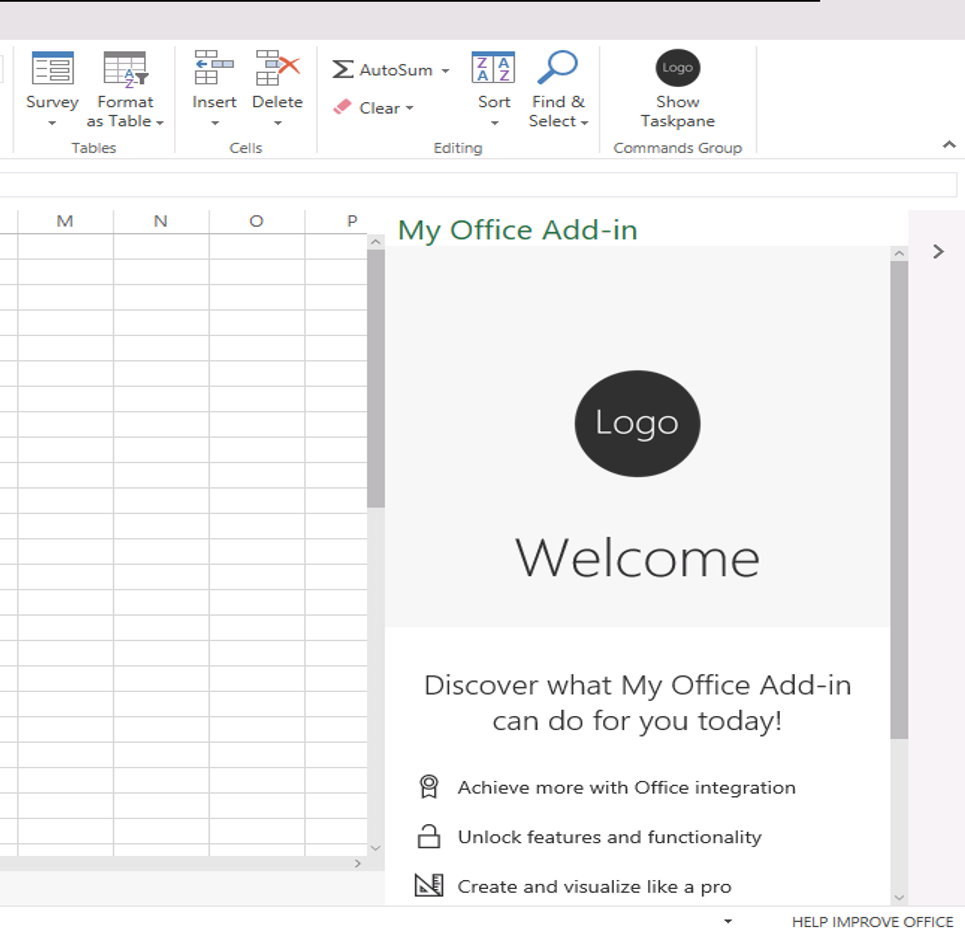 Survey
Format
as Table
Tables
Insert
Delete
Cells
AutoSum
Clear
Z A
A Z
Sort
Find &
Select
Editing
Logo
Show
Taskpane
Commands Group
M N O P
My Office Add-in
Logo
Welcome
Discover what My Office Add-in
can do for you today!
Achieve more with Office integration
Unlock features and functionality
Create and visualize like a pro
HELP IMPROVE OFFICE